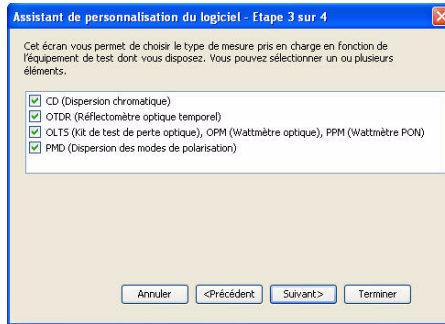 Assistant de personnalisation du logiciel - Etape 3 sur 4
Cet écran vous permet de choisir le type de mesure pris en charge en fonction de
l'équipement de test dont vous disposez. Vous pouvez sélectionner un ou plusieurs
éléments.
CD (Dispersion chromatique)
OTDR (Réflectomètre optique temporel)
OLTS (Kit de test de perte optique), OPM (Wattmètre optique), PPM (Wattmètre PON)
PMD (Dispersion des modes de polarisation)
Annuler <Précédent Suivant> Terminer